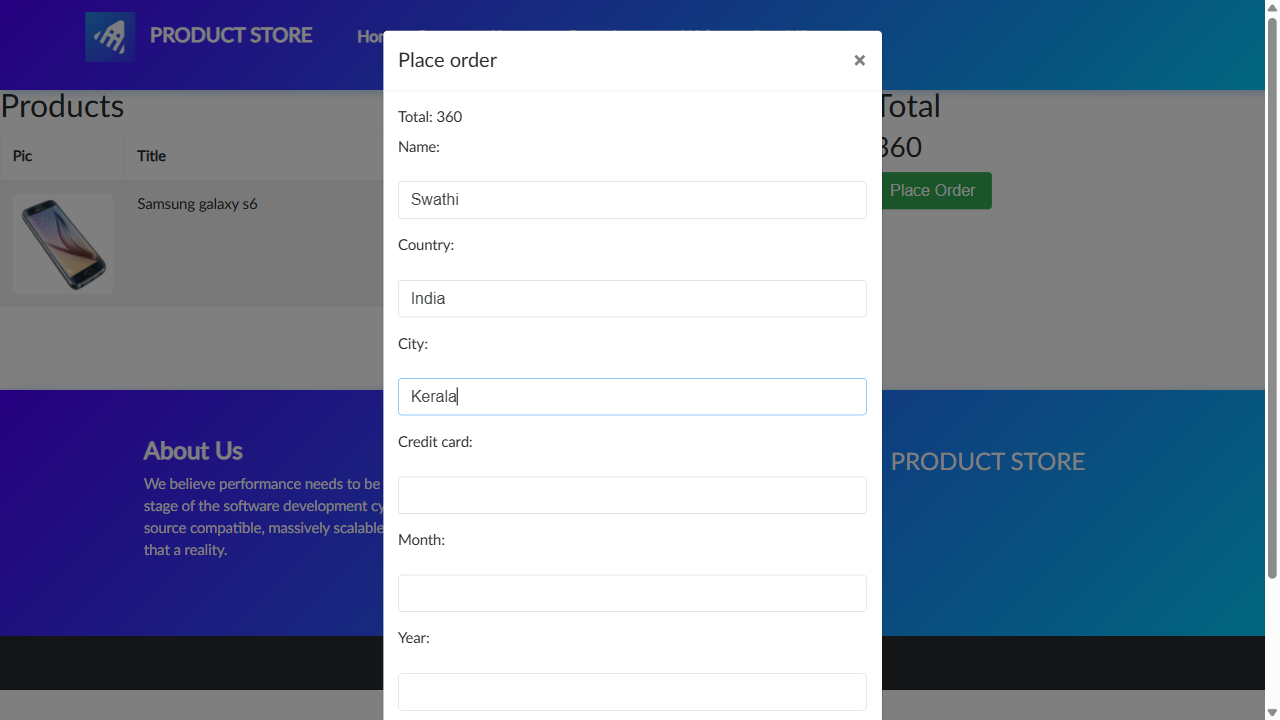 PRODUCT STORE
Place order
×
Products
Total
Total: 360
360
Name:
Pic
Title
Place Order
Swathi
Samsung galaxy s6
Country:
India
City:
Kerala
Credit card:
About Us
PRODUCT STORE
We believe performance needs to be
stage of the software development
source compatible, massively scalable
that a reality.
Month:
Year: